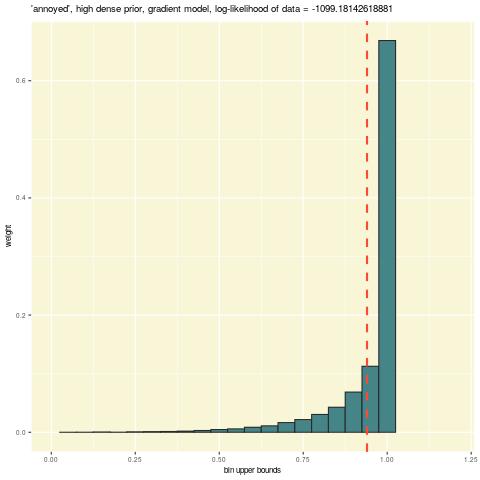 'annoyed', high dense prior, gradient model, log-likelihood of data = -1099.18142618881
0.6
0.4
0.2
0.0
weight
0.00 0.25 0.50 0.75 1.00 1.25
bin upper bounds